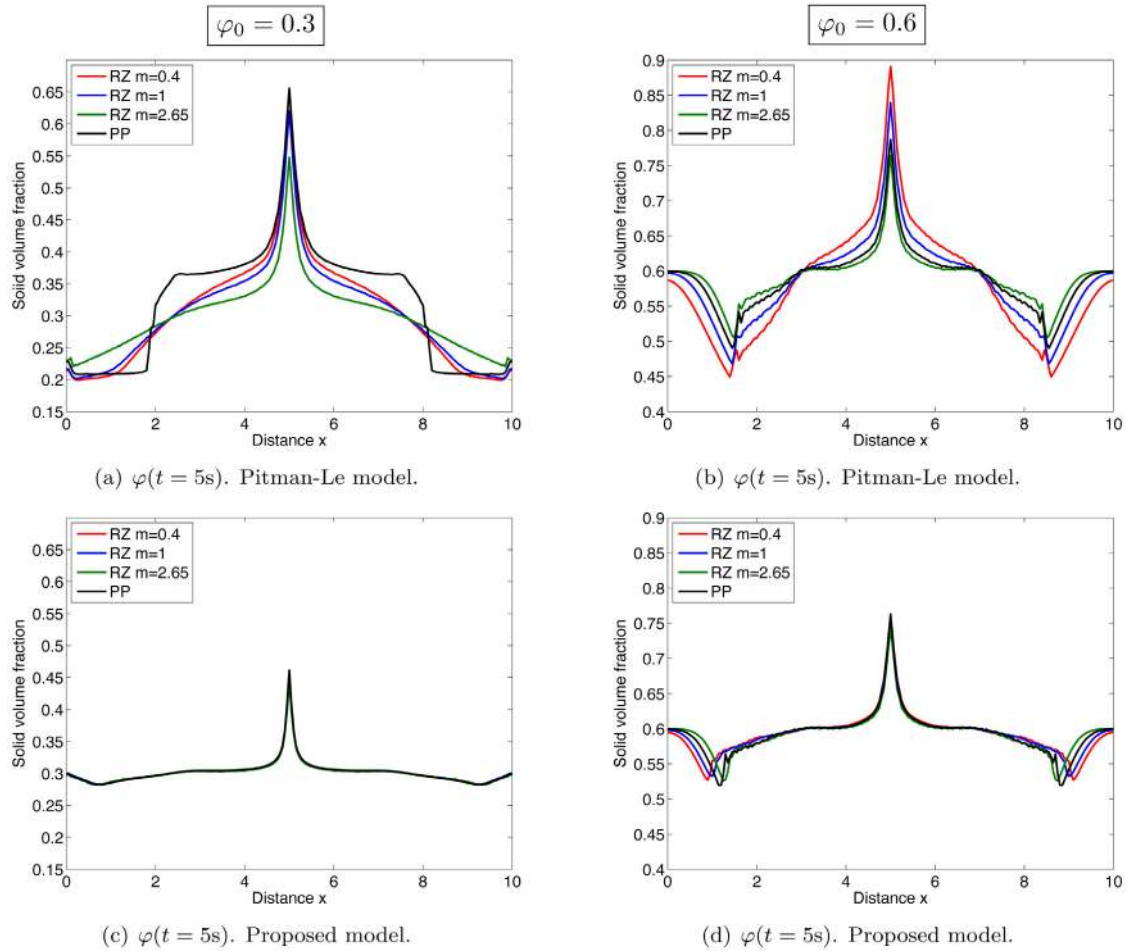 φ₀ = 0.3
φ₀ = 0.6
RZ m=0.4
RZ m=1
RZ m=2.65
PP
0.65
0.6
0.55
0.5
0.45
0.4
0.35
0.3
0.25
0.2
0.15
Solid volume fraction
0 2 4 6 8 10
Distance x
(a) φ(t = 5s). Pitman-Le model.
RZ m=0.4
RZ m=1
RZ m=2.65
PP
0.9
0.85
0.8
0.75
0.7
0.65
0.6
0.55
0.5
0.45
0.4
Solid volume fraction
0 2 4 6 8 10
Distance x
(b) φ(t = 5s). Pitman-Le model.
RZ m=0.4
RZ m=1
RZ m=2.65
PP
0.65
0.6
0.55
0.5
0.45
0.4
0.35
0.3
0.25
0.2
0.15
Solid volume fraction
0 2 4 6 8 10
Distance x
(c) φ(t = 5s). Proposed model.
RZ m=0.4
RZ m=1
RZ m=2.65
PP
0.9
0.85
0.8
0.75
0.7
0.65
0.6
0.55
0.5
0.45
0.4
Solid volume fraction
0 2 4 6 8 10
Distance x
(d) φ(t = 5s). Proposed model.